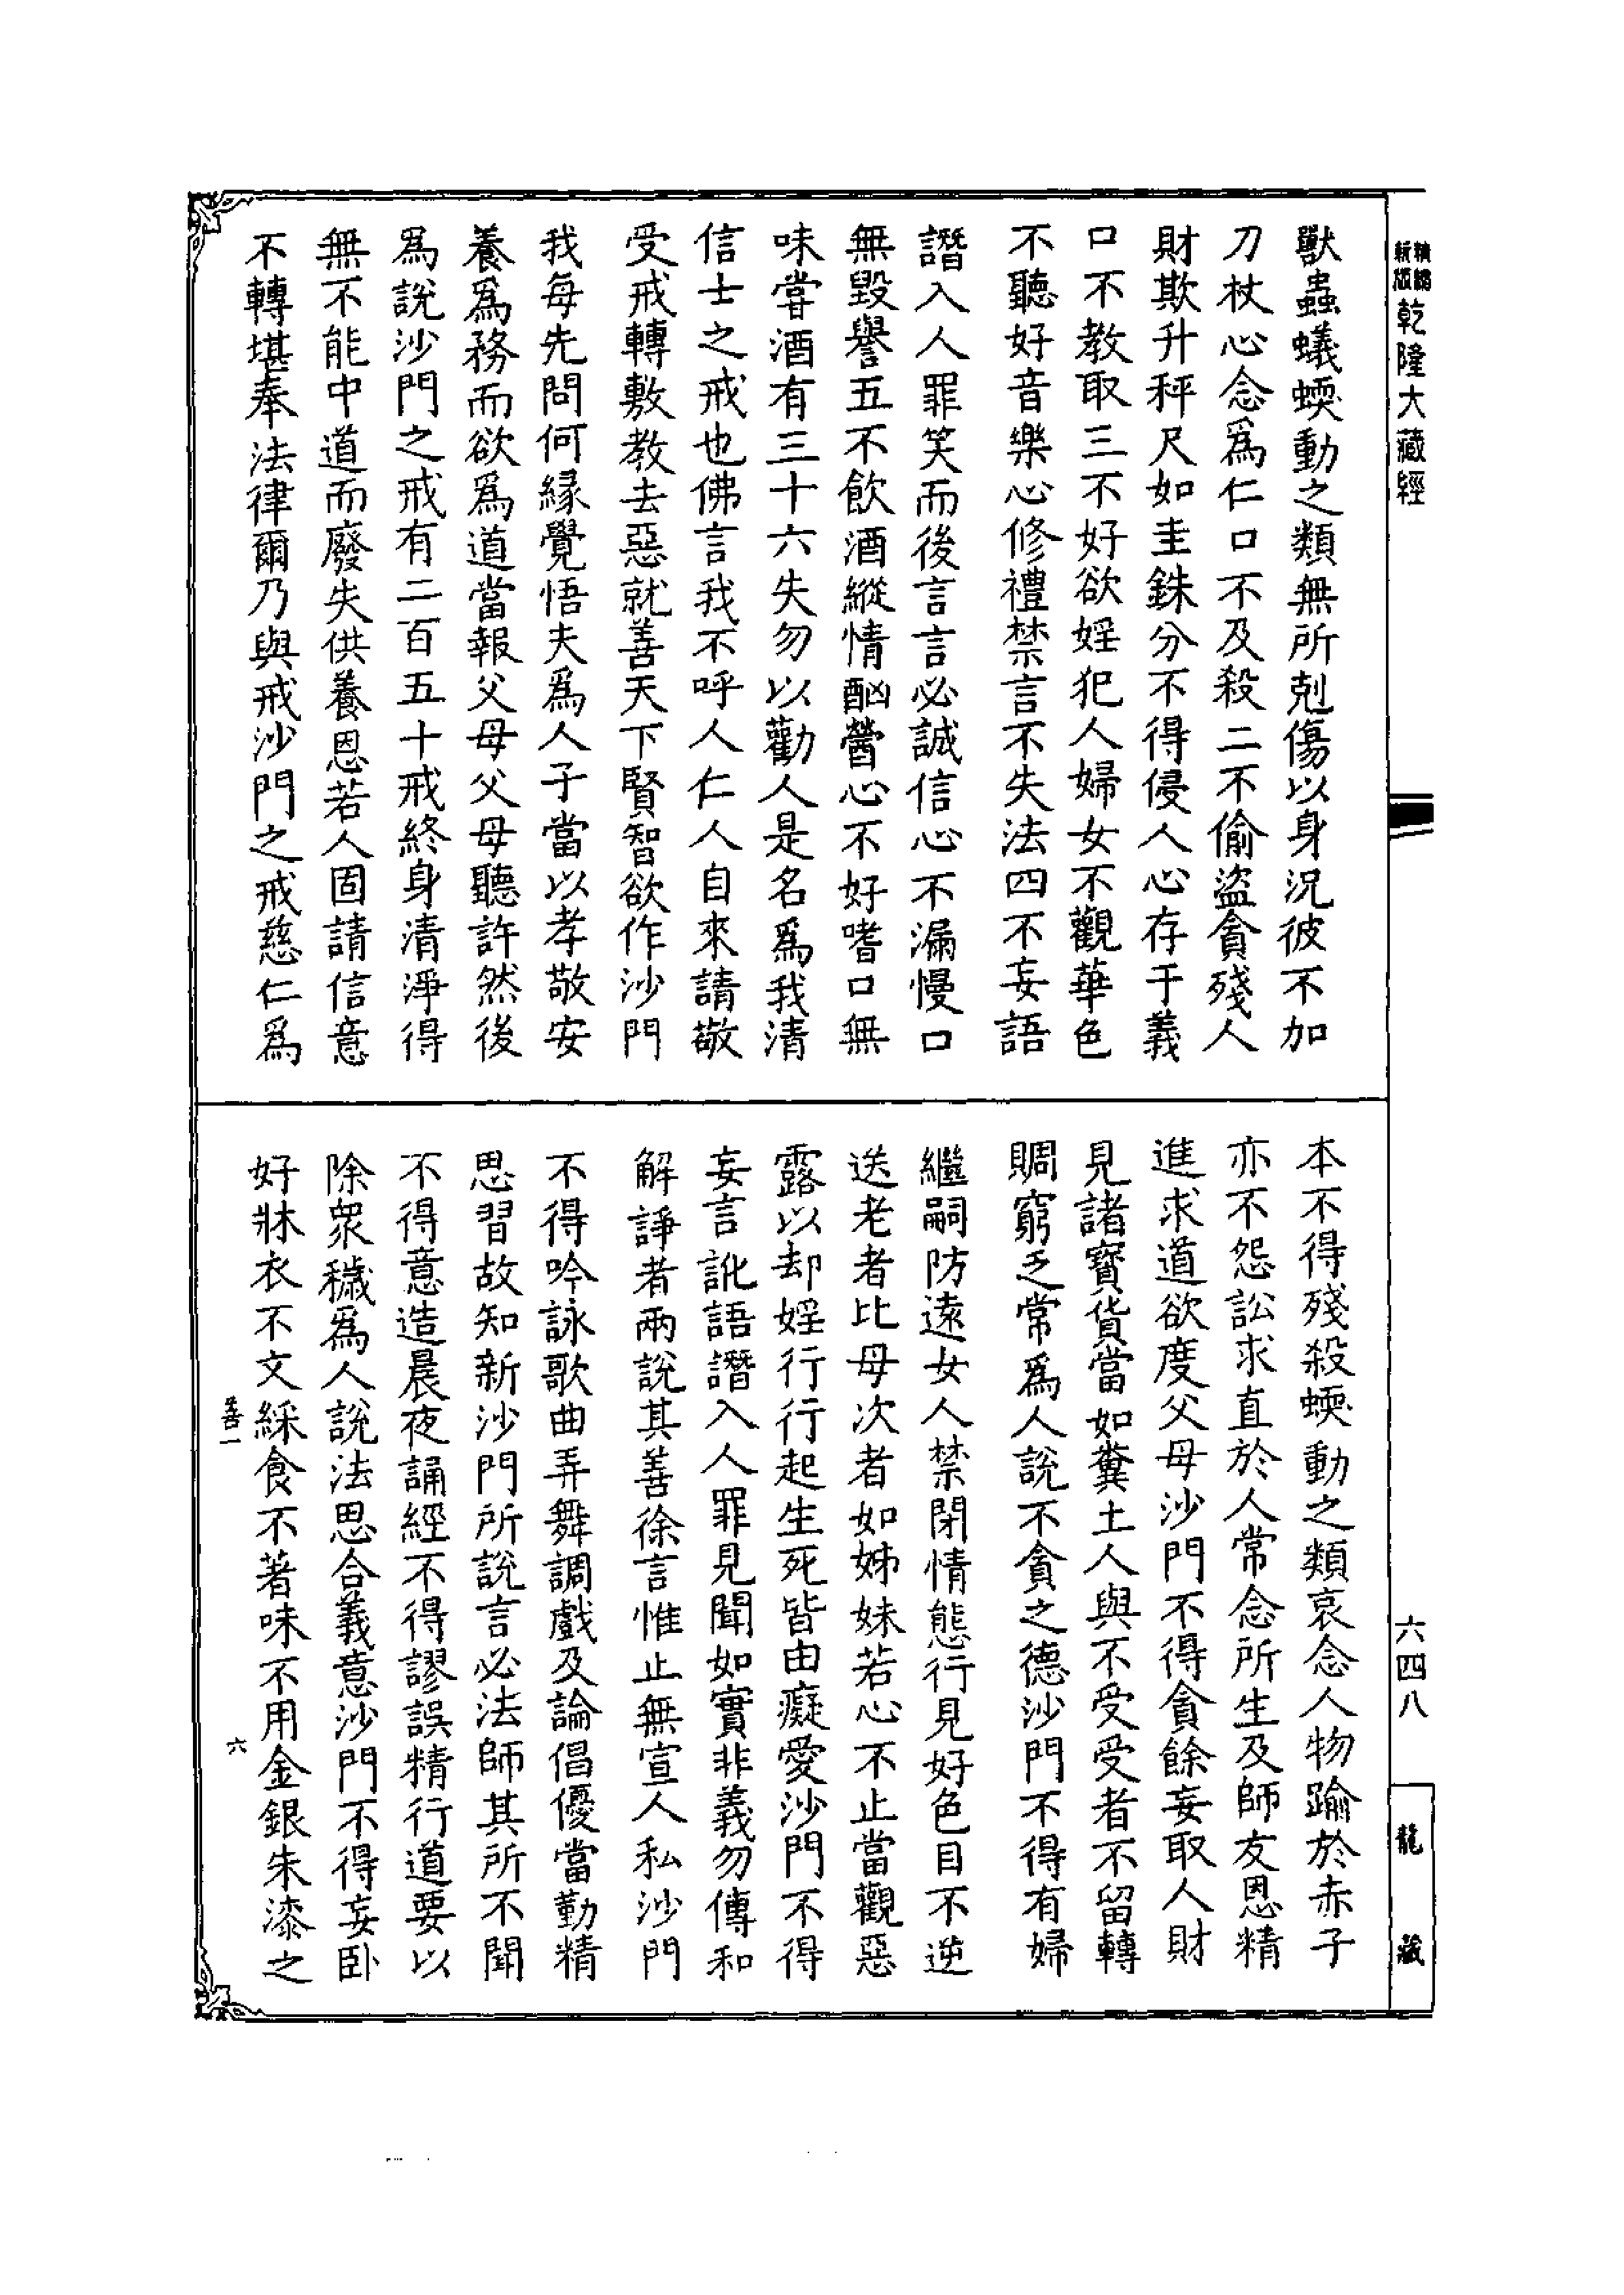 乾隆大藏經
獸蟲蟻蝡動之類無所剋傷以身況彼不加
刀杖心念爲仁口不及殺二不偷盜貪殘人
財欺升秤尺如圭銖分不得侵人心存于義
口不教取三不好欲婬犯人婦女不觀華色
不聽好音樂心修禮禁言不失法四不妄語
譖入人罪笑而後言言必誠信心不漏慢口
無毀譽五不飲酒縱情酗醟心不好嗜口無
味甞酒有三十六失勿以勸人是名爲我清
信士之戒也佛言我不呼人仁人自來請敬
受戒轉敷教去惡就善天下賢智欲作沙門
我每先問何緣覺悟夫爲人子當以孝敬安
養爲務而欲爲道當報父母父母聽許然後
爲說沙門之戒有二百五十戒終身清淨得
無不能中道而廢失供養恩若人固請信意
不轉堪奉法律爾乃與戒沙門之戒慈仁爲
本不得殘殺蝡動之類哀念人物踰於赤子
亦不怨訟求直於人常念所生及師友恩精
進求道欲度父母沙門不得貪餘妄取人財
見諸寶貨當如糞土人與不受受者不留轉
賙窮乏常爲人說不貪之德沙門不得有婦
繼嗣防遠女人禁閉情態行見好色目不逆
送老者比母次者如姊妹若心不止當觀惡
露以却婬行行起生死皆由癡愛沙門不得
妄言訛語譖入人罪見聞如實非義勿傳和
解諍者兩說其善徐言惟止無宣人私沙門
不得吟詠歌曲弄舞調戲及論倡優當勤精
思習故知新沙門所說言必法師其所不聞
不得意造晨夜誦經不得謬誤精行道要以
除衆穢爲人說法思合義意沙門不得妄臥
好牀衣不文綵食不著味不用金銀朱漆之
善一
六
六四八
龍藏